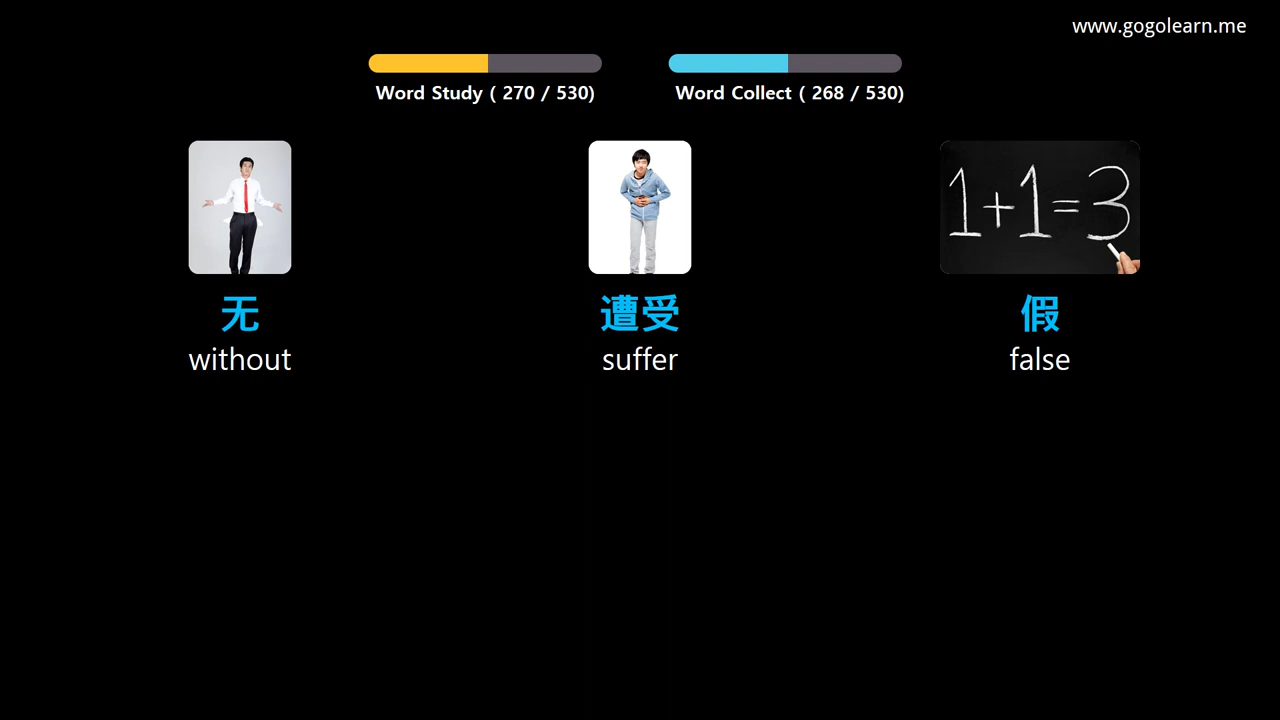 www.gogolearn.me
Word Study ( 270 / 530)
Word Collect ( 268 / 530)
1+1=3
无
without
遭受
suffer
假
false